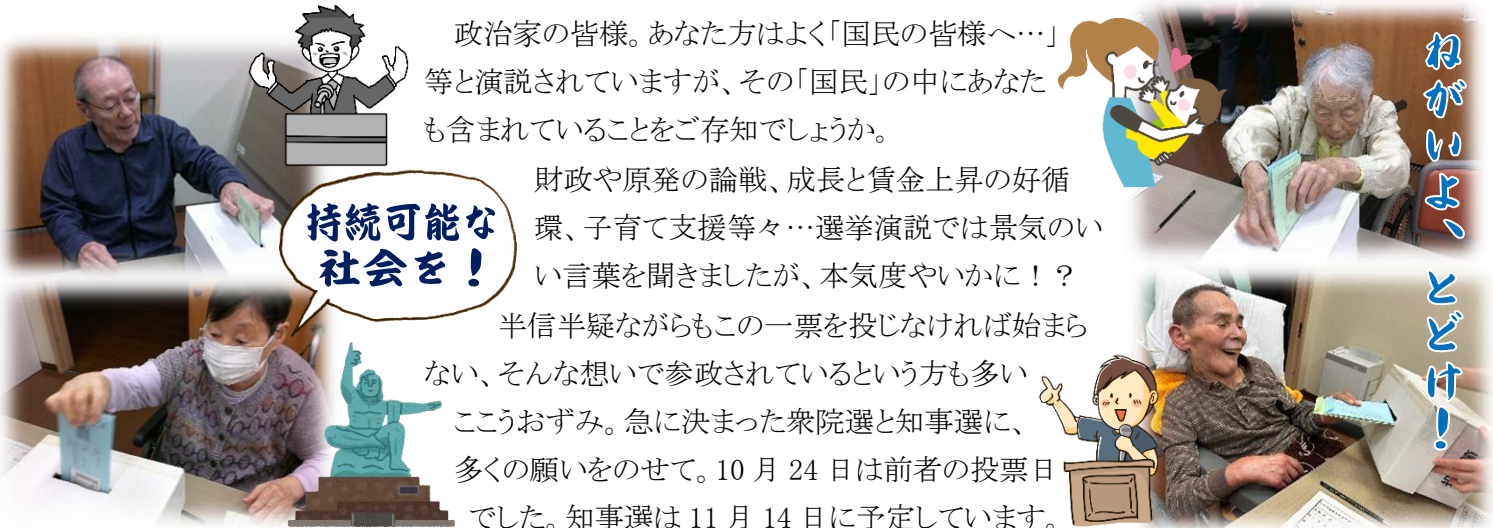 政治家の皆様。あなた方はよく「国民の皆様へ…」
等と演説されていますが、その「国民」の中にあなた
も含まれていることをご存知でしょうか。
財政や原発の論戦、成長と賃金上昇の好循
環、子育て支援等々…選挙演説では景気のい
い言葉を聞きましたが、本気度やいかに！？
半信半疑ながらもこの一票を投じなければ始まら
ない、そんな想いで参政されているという方も多い
ここうおずみ。急に決まった衆院選と知事選に、
多くの願いをのせて。10 月 24 日は前者の投票日
でした。知事選は 11 月 14 日に予定しています。
持続可能な
社会を！
ねがいよ、とどけ！